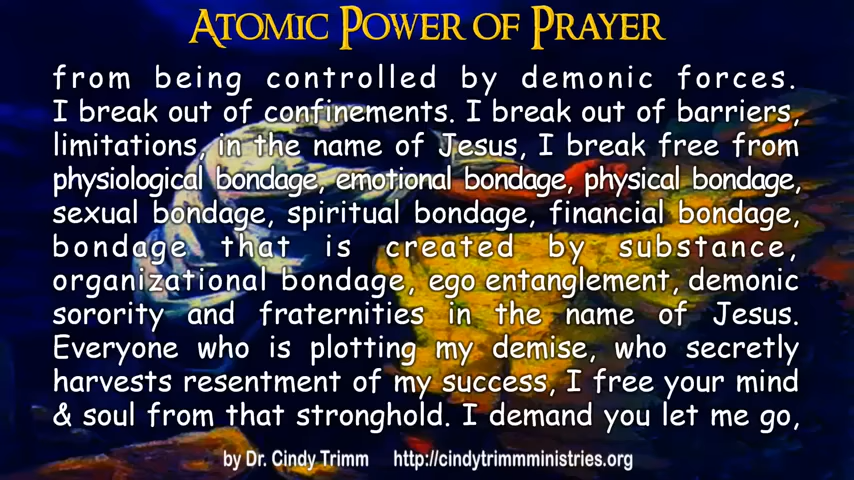 ATOMIC POWER OF PRAYER
from being controlled by demonic forces.
I break out of confinements. I break out of barriers,
limitations, in the name of Jesus, I break free from
physiological bondage, emotional bondage, physical bondage,
sexual bondage, spiritual bondage, financial bondage,
bondage that is created by substance,
organizational bondage, ego entanglement, demonic
sorority and fraternities in the name of Jesus.
Everyone who is plotting my demise, who secretly
harvests resentment of my success, I free your mind
& soul from that stronghold. I demand you let me go,
by Dr. Cindy Trimm http://cindytrimmministries.org